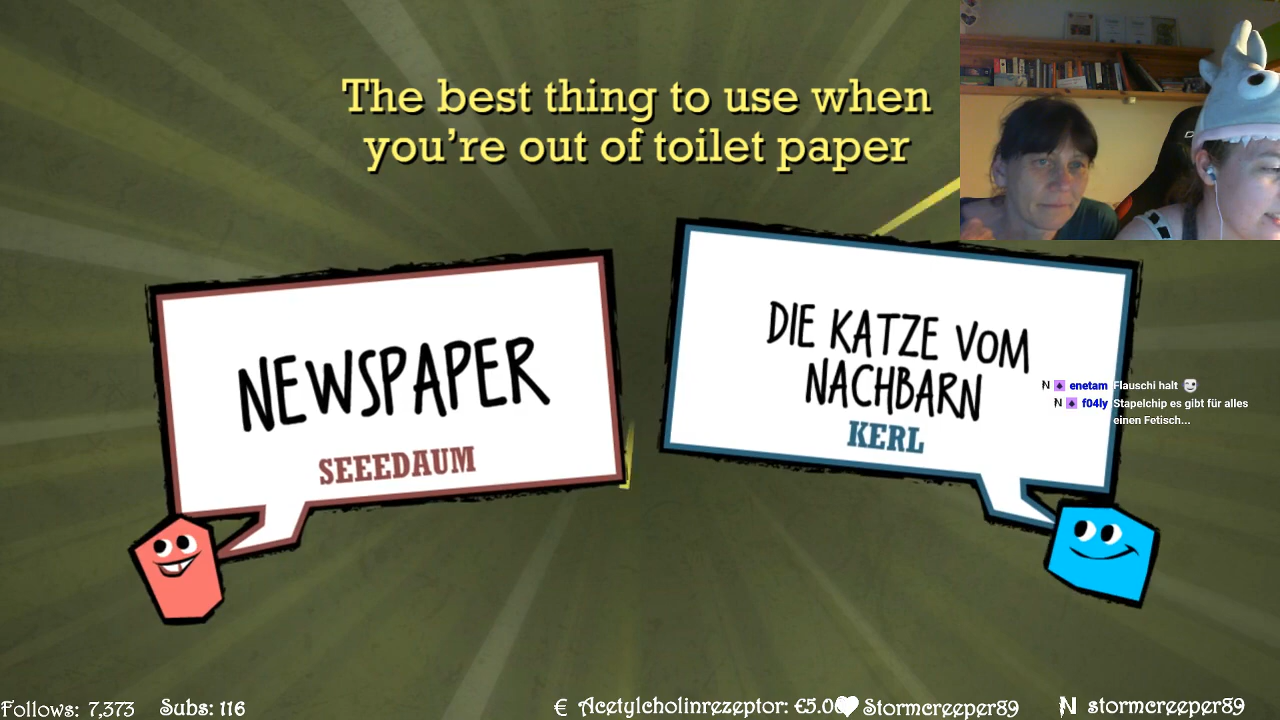 The best thing to use when
you're out of toilet paper
NEWSPAPER
SEEEDAUM
DIE KATZE VOM
NACHBARN
KERL
N enetam Flauschi halt
N f04ly Stapelchip es gibt für alles
einen Fetisch...
Follows: 7,373 Subs: 116 € Acetylcholinrezeptor: €5.0 Stormcreeper89 N stormcreeper89